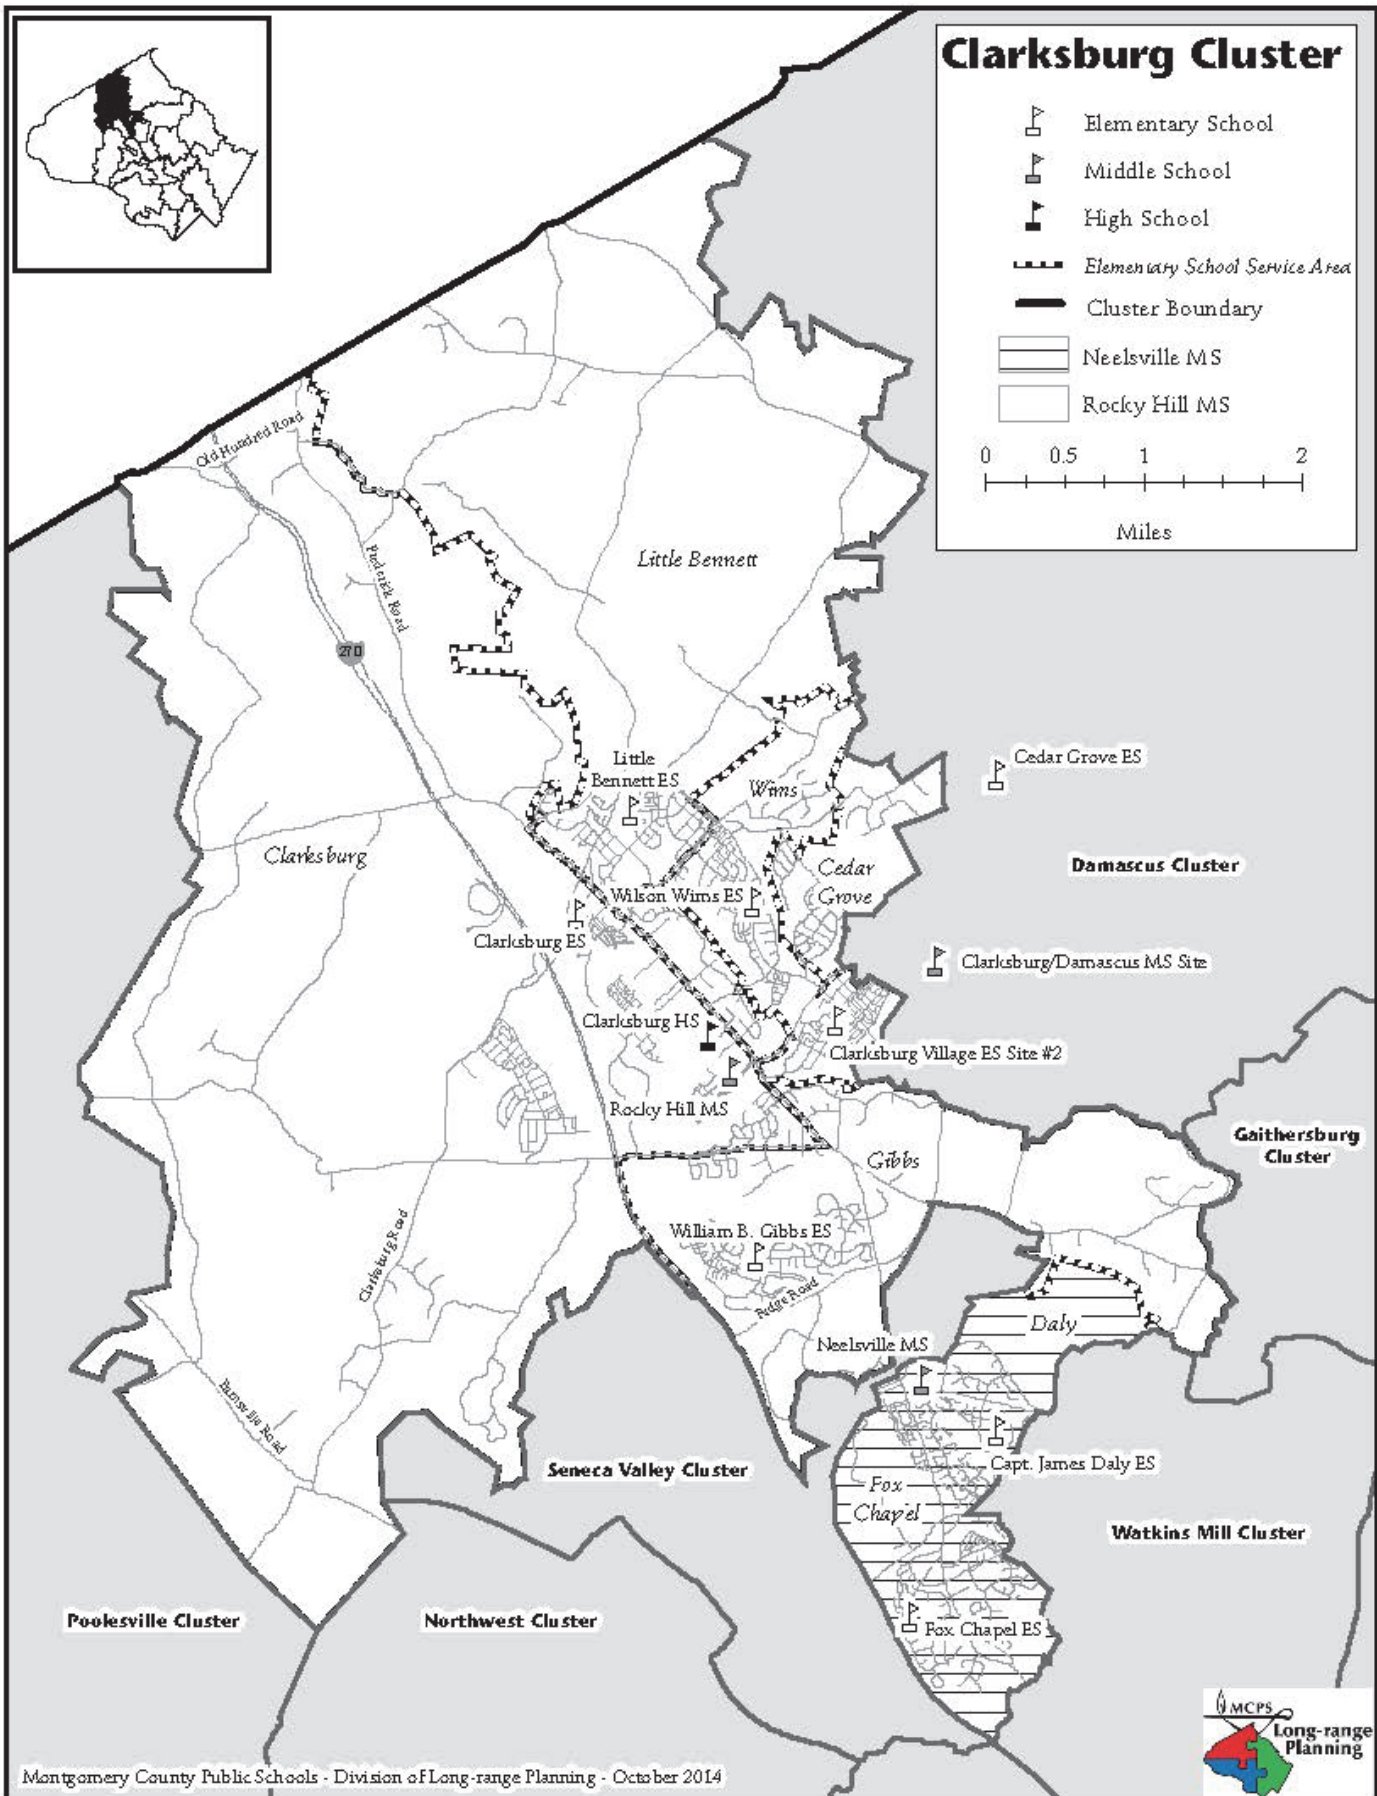 Clarksburg Cluster
Elementary School
Middle School
High School
Elementary School Service Area
Cluster Boundary
Neelsville MS
Rocky Hill MS
0 0.5 1 2
Miles
Old Hundred Road
Frederick Road
270
Little Bennett
Little
Bennett ES
Wims
Cedar Grove ES
Clarksburg
Cedar
Grove
Damascus Cluster
Wilson Wims ES
Clarksburg ES
Clarksburg/Damascus MS Site
Clarksburg HS
Clarksburg Village ES Site #2
Rocky Hill MS
Gaithersburg
Cluster
Gibbs
William B. Gibbs ES
Clarksburg Road
Ridge Road
Daly
Neelsville MS
Barnesville Road
Capt. James Daly ES
Seneca Valley Cluster
Fox
Chapel
Watkins Mill Cluster
Poolesville Cluster
Northwest Cluster
Fox Chapel ES
MCPS
Long-range
Planning
Montgomery County Public Schools - Division of Long-range Planning - October 2014